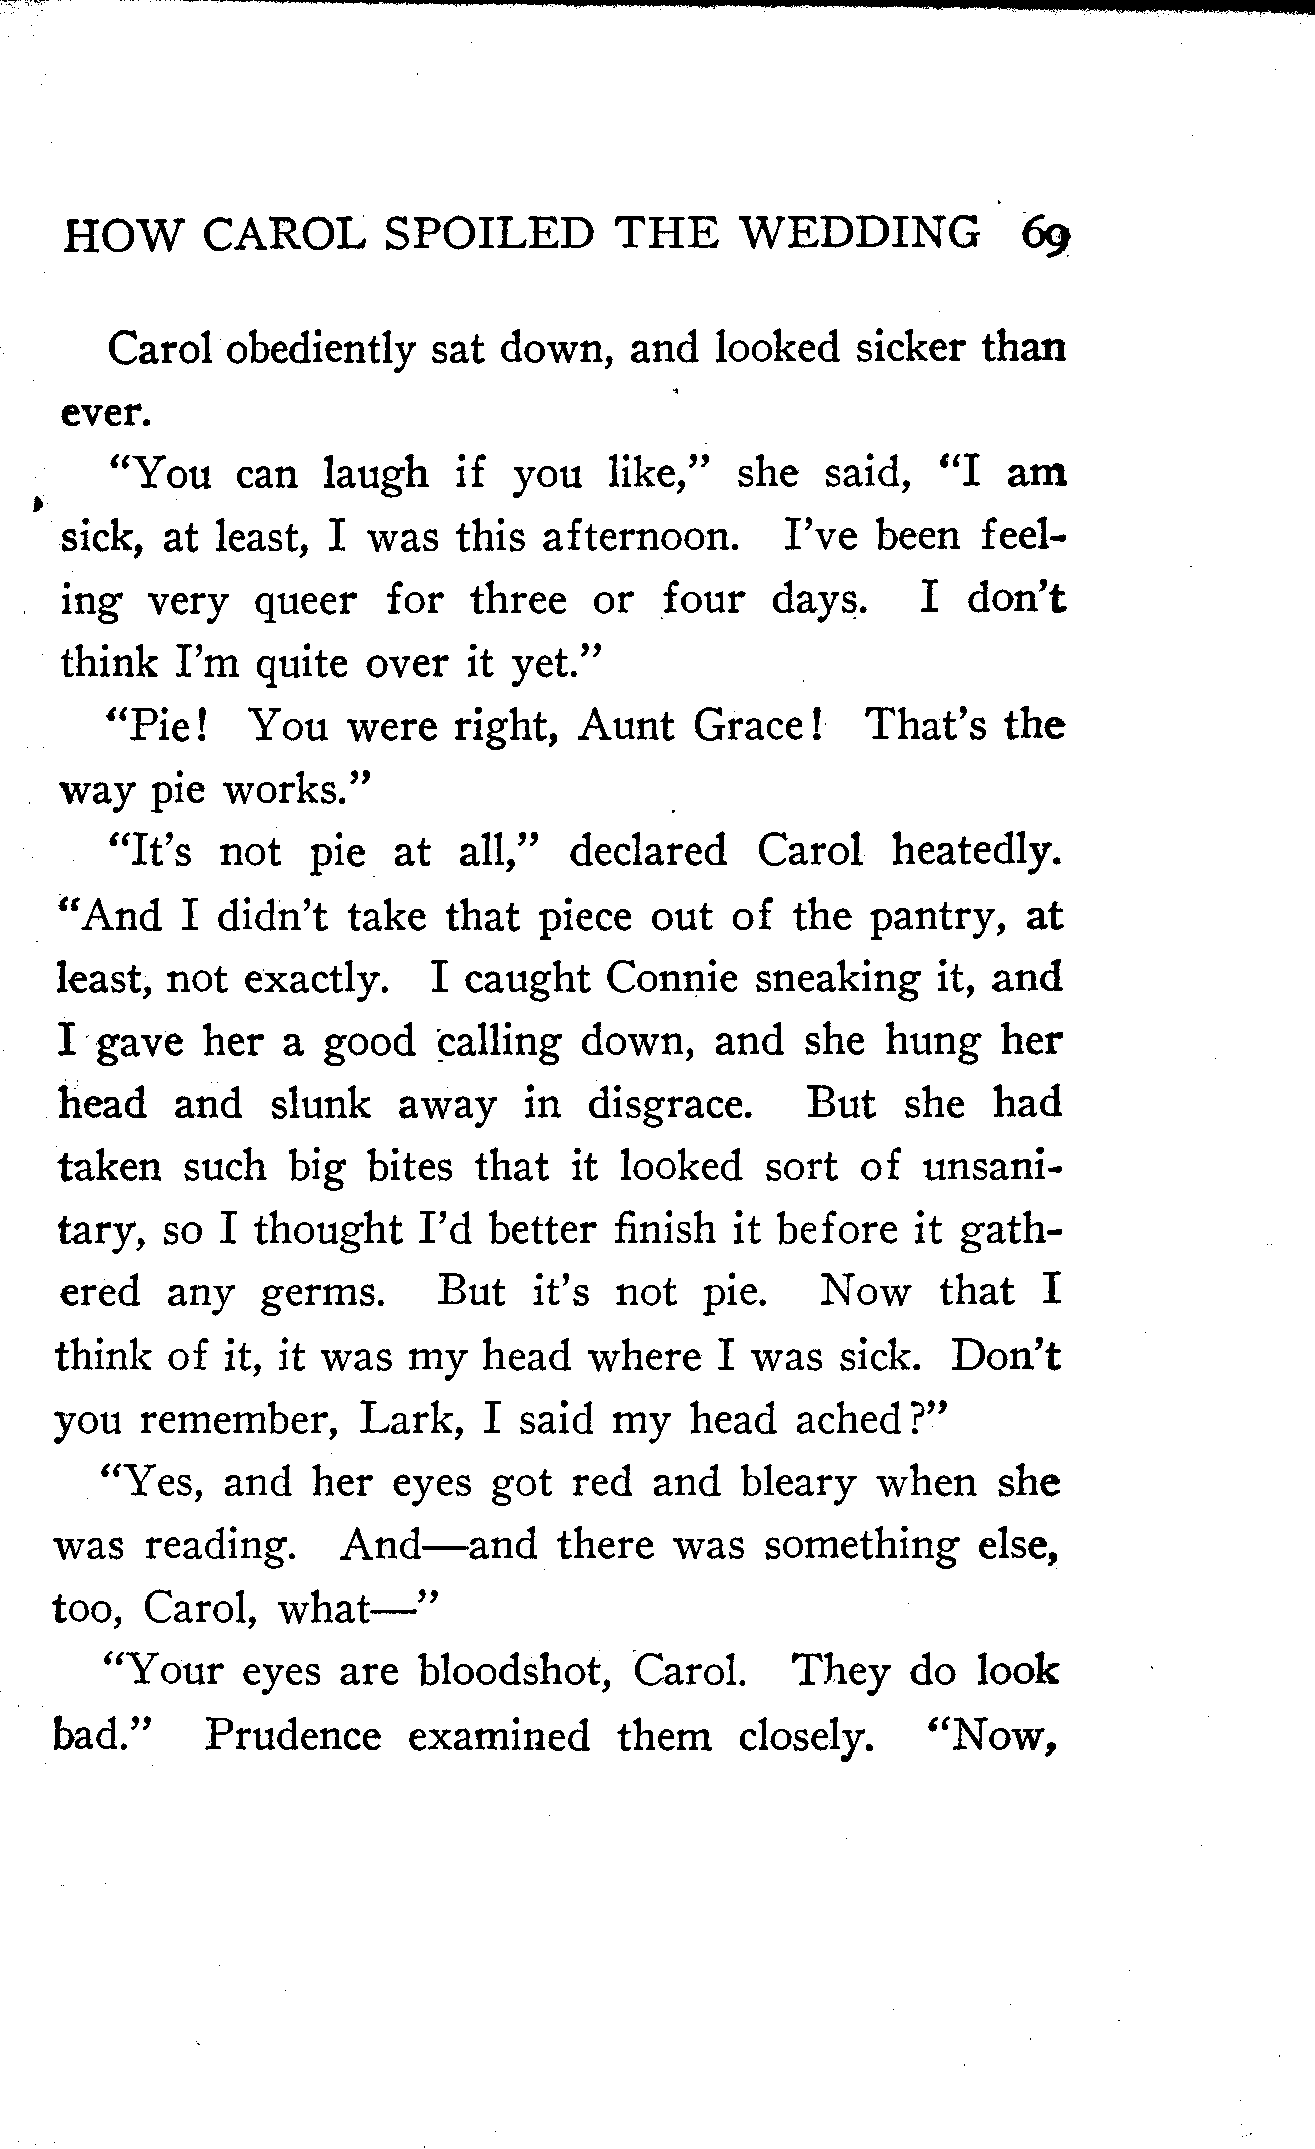 HOW CAROL SPOILED THE WEDDING 69
Carol obediently sat down, and looked sicker than
ever.
“You can laugh if you like,” she said, “I am
sick, at least, I was this afternoon. I’ve been feel-
ing very queer for three or four days. I don’t
think I’m quite over it yet.”
“Pie! You were right, Aunt Grace! That’s the
way pie works.”
“It’s not pie at all,” declared Carol heatedly.
“And I didn’t take that piece out of the pantry, at
least, not exactly. I caught Connie sneaking it, and
I gave her a good calling down, and she hung her
head and slunk away in disgrace. But she had
taken such big bites that it looked sort of unsani-
tary, so I thought I’d better finish it before it gath-
ered any germs. But it’s not pie. Now that I
think of it, it was my head where I was sick. Don’t
you remember, Lark, I said my head ached?”
“Yes, and her eyes got red and bleary when she
was reading. And—and there was something else,
too, Carol, what—”
“Your eyes are bloodshot, Carol. They do look
bad.” Prudence examined them closely. “Now,